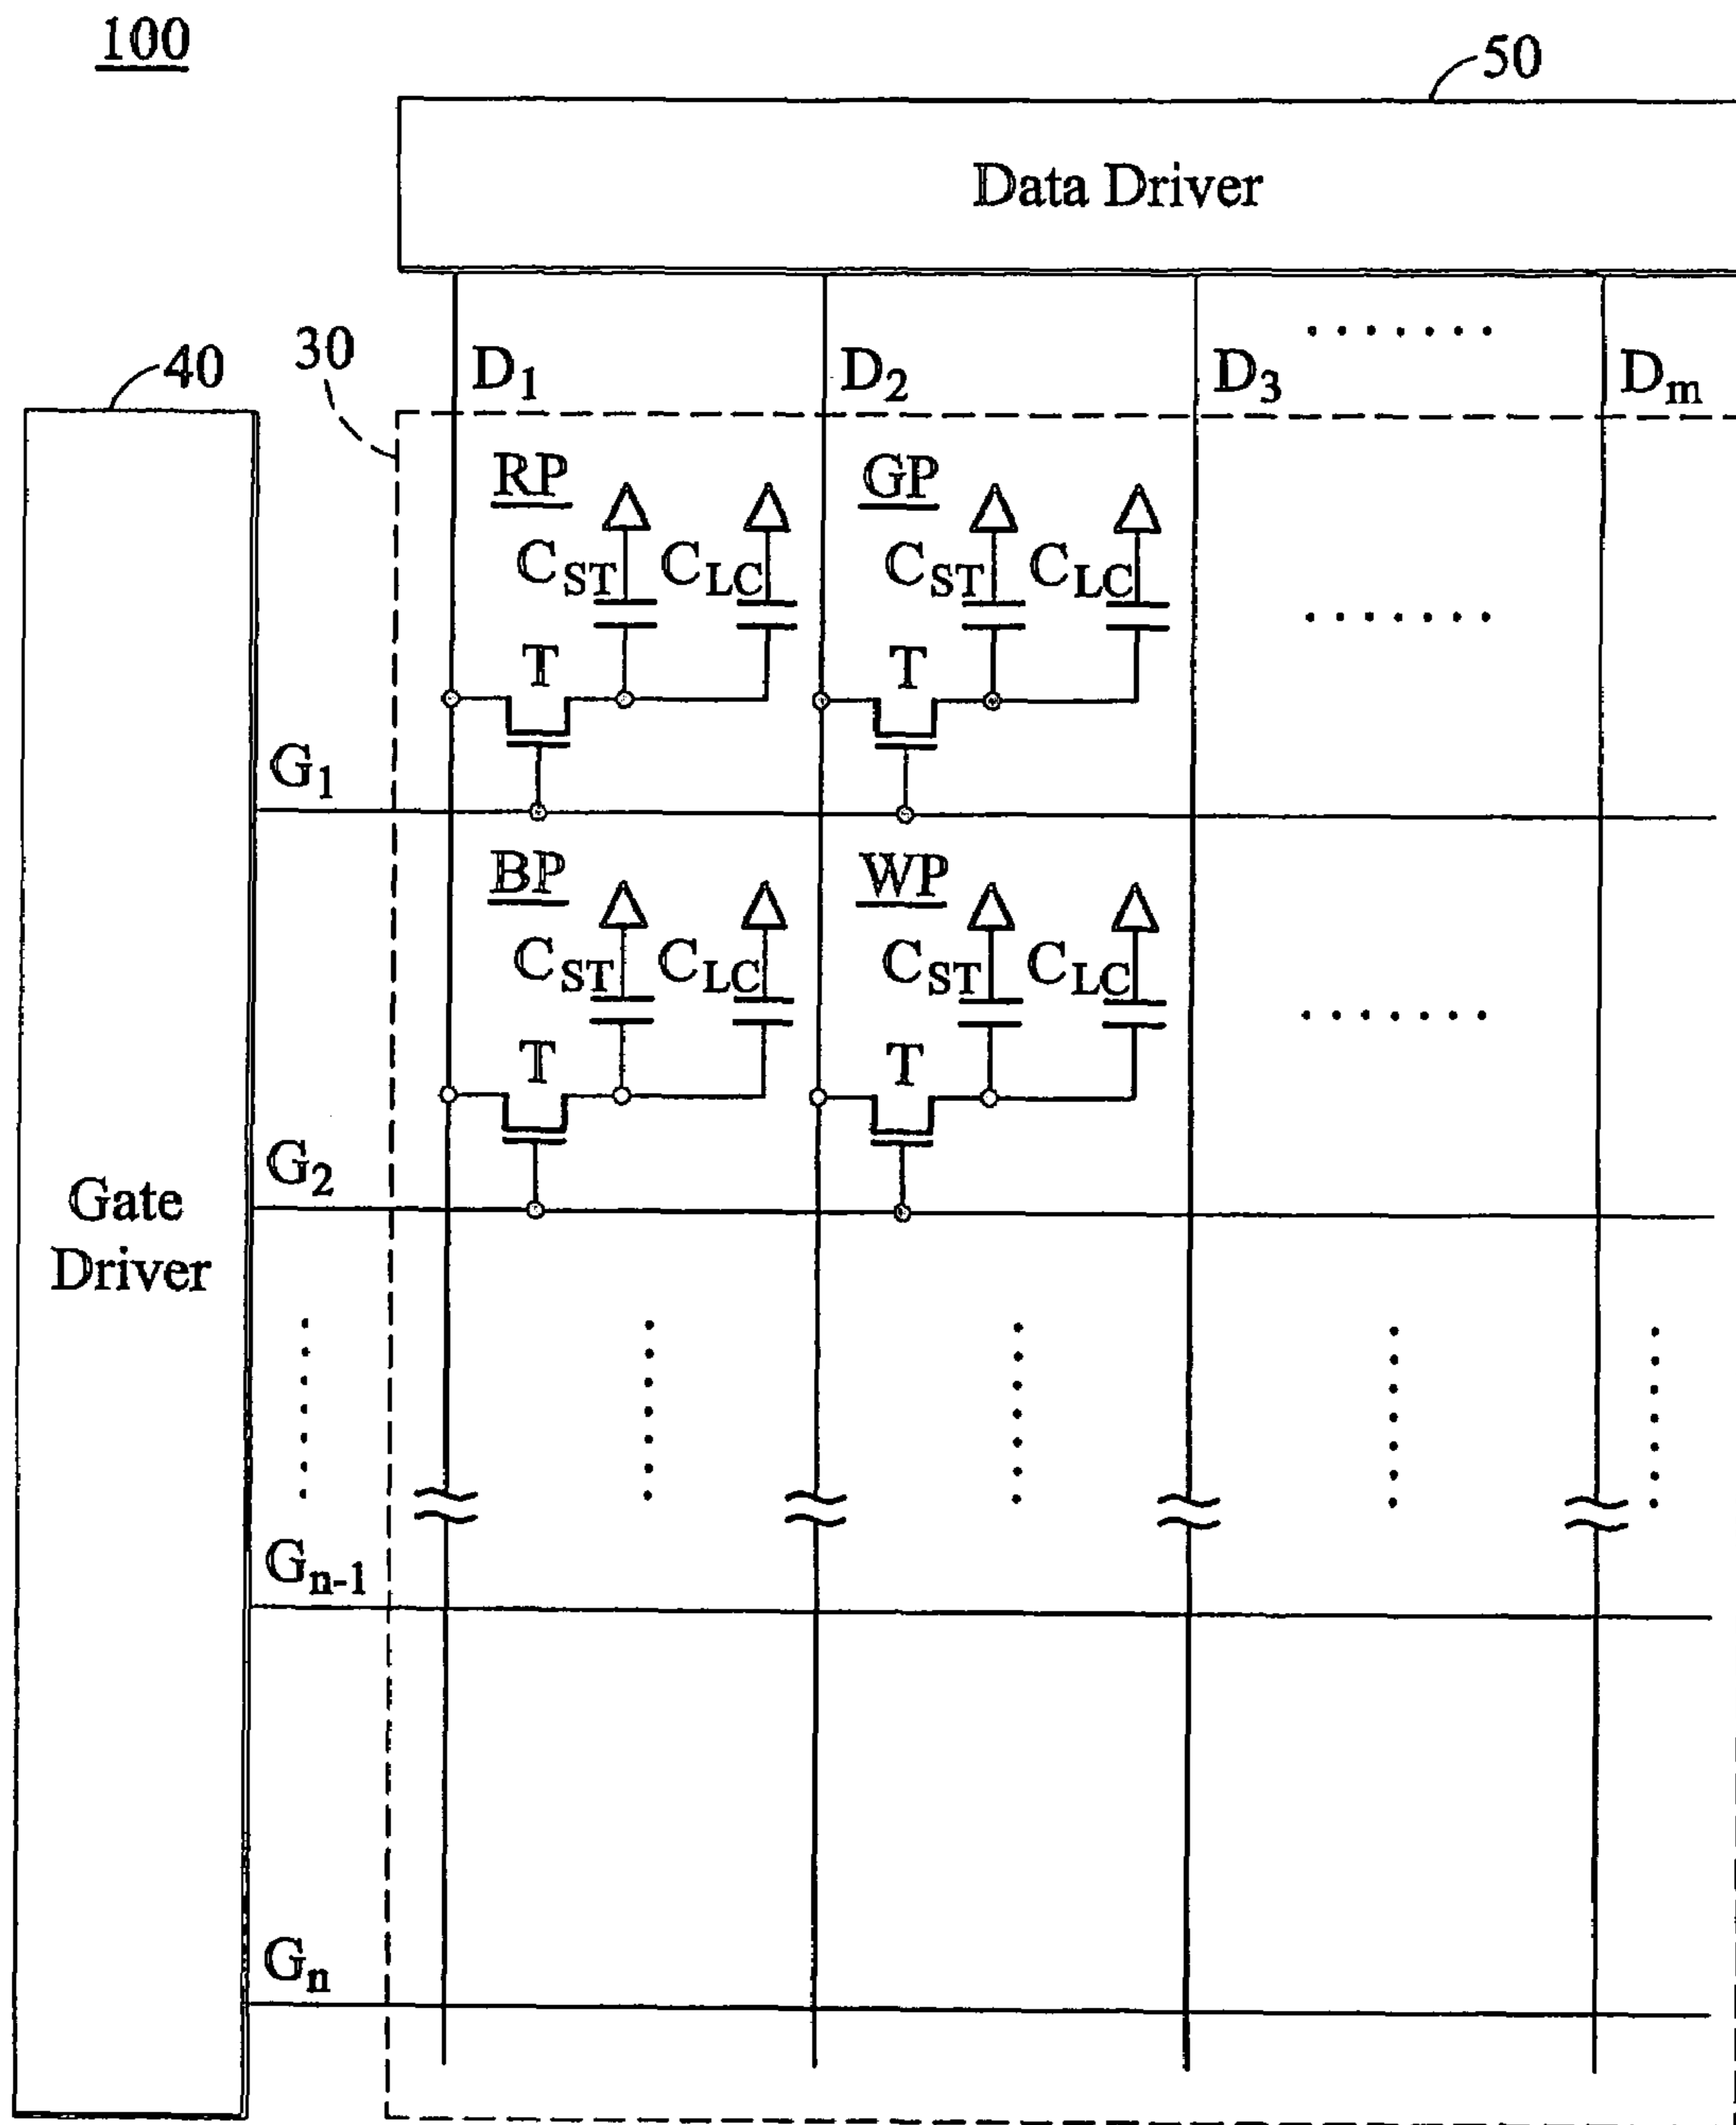 100
50
Data Driver
40
30
D1
D2
D3
.......
Dm
RP
GP
CST
CLC
CST
CLC
.......
T
T
G1
BP
WP
CST
CLC
CST
CLC
.......
T
T
G2
Gate
Driver
Gn-1
Gn